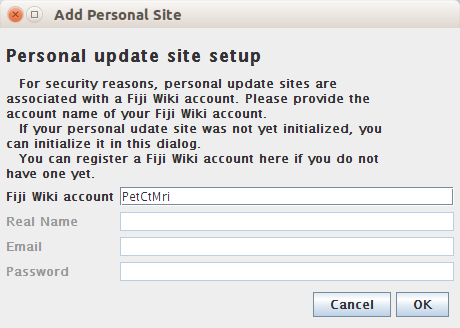 Add Personal Site
Personal update site setup
For security reasons, personal update sites are
associated with a Fiji Wiki account. Please provide the
account name of your Fiji Wiki account.
If your personal udate site was not yet initialized, you
can initialize it in this dialog.
You can register a Fiji Wiki account here if you do not
have one yet.
Fiji Wiki account PetCtMri
Real Name
Email
Password
Cancel OK